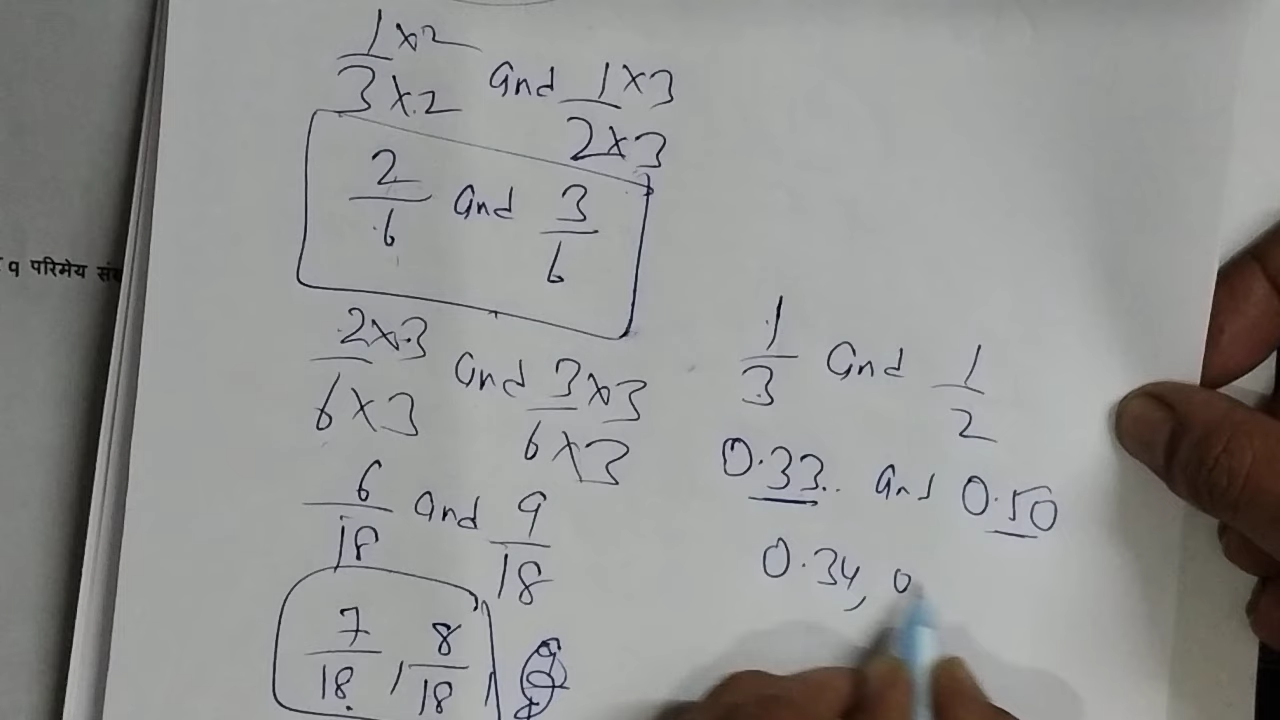 1×2/3×2 and 1×3/2×3
2/6 and 3/6
2×3/6×3 and 3×3/6×3
6/18 and 9/18
7/18, 8/18,
1/3 and 1/2
0.33.. and 0.50
0.34, 0
q परिमेय